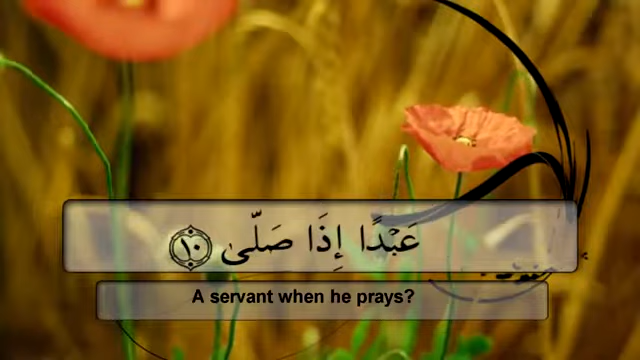 عَبْدًا إِذَا صَلَّىٰ ١٠
A servant when he prays?